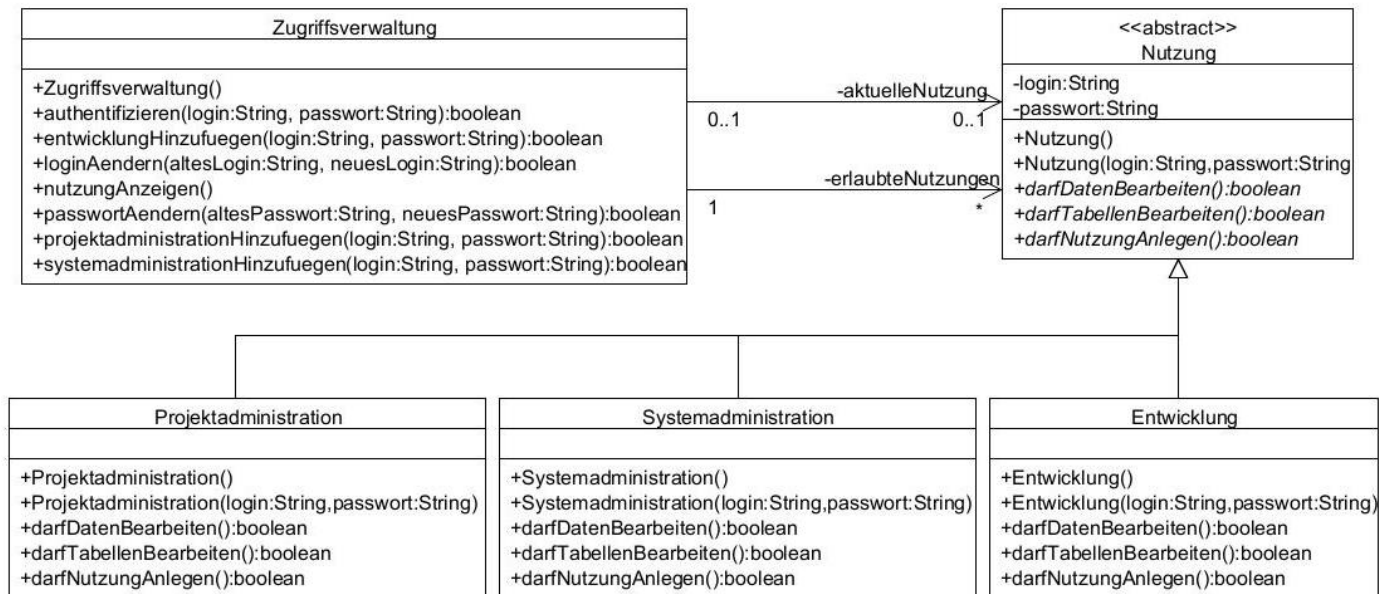 Zugriffsverwaltung
+Zugriffsverwaltung()
+authentifizieren(login:String, passwort:String):boolean
+entwicklungHinzufuegen(login:String, passwort:String):boolean
+loginAendern(altesLogin:String, neuesLogin:String):boolean
+nutzungAnzeigen()
+passwortAendern(altesPasswort:String, neuesPasswort:String):boolean
+projektadministrationHinzufuegen(login:String, passwort:String):boolean
+systemadministrationHinzufuegen(login:String, passwort:String):boolean
-aktuelleNutzung
0..1
0..1
-erlaubteNutzungen
1
*
<<abstract>>
Nutzung
-login:String
-passwort:String
+Nutzung()
+Nutzung(login:String,passwort:String
+darfDatenBearbeiten():boolean
+darfTabellenBearbeiten():boolean
+darfNutzungAnlegen():boolean
Projektadministration
+Projektadministration()
+Projektadministration(login:String,passwort:String)
+darfDatenBearbeiten():boolean
+darfTabellenBearbeiten():boolean
+darfNutzungAnlegen():boolean
Systemadministration
+Systemadministration()
+Systemadministration(login:String,passwort:String)
+darfDatenBearbeiten():boolean
+darfTabellenBearbeiten():boolean
+darfNutzungAnlegen():boolean
Entwicklung
+Entwicklung()
+Entwicklung(login:String,passwort:String)
+darfDatenBearbeiten():boolean
+darfTabellenBearbeiten():boolean
+darfNutzungAnlegen():boolean